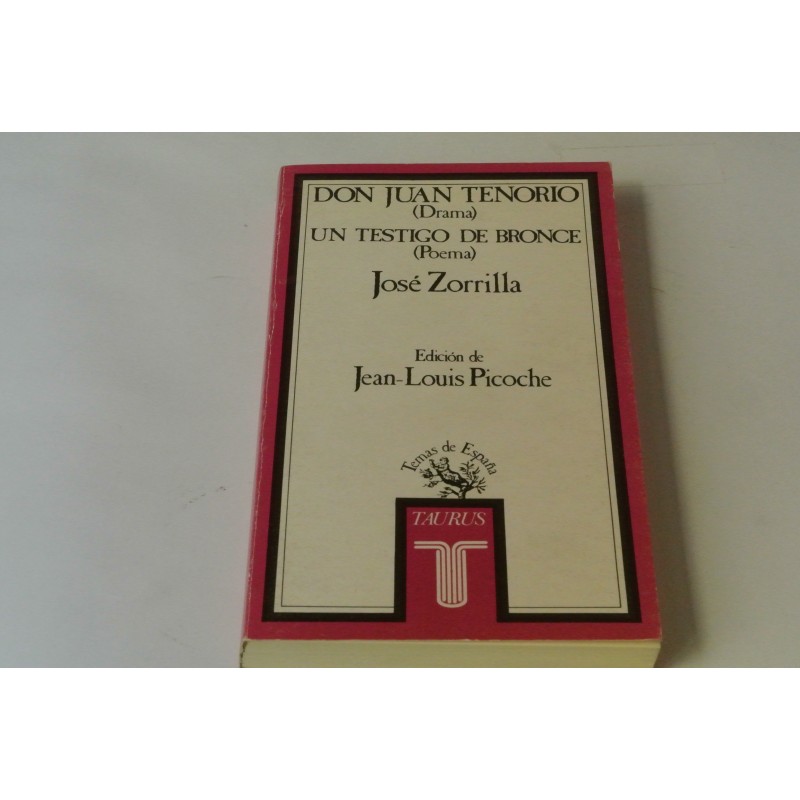 DON JUAN TENORIO
(Drama)
UN TESTIGO DE BRONCE
(Poema)
José Zorrilla
Edición de
Jean-Louis Picoche
Temas de España
TAURUS